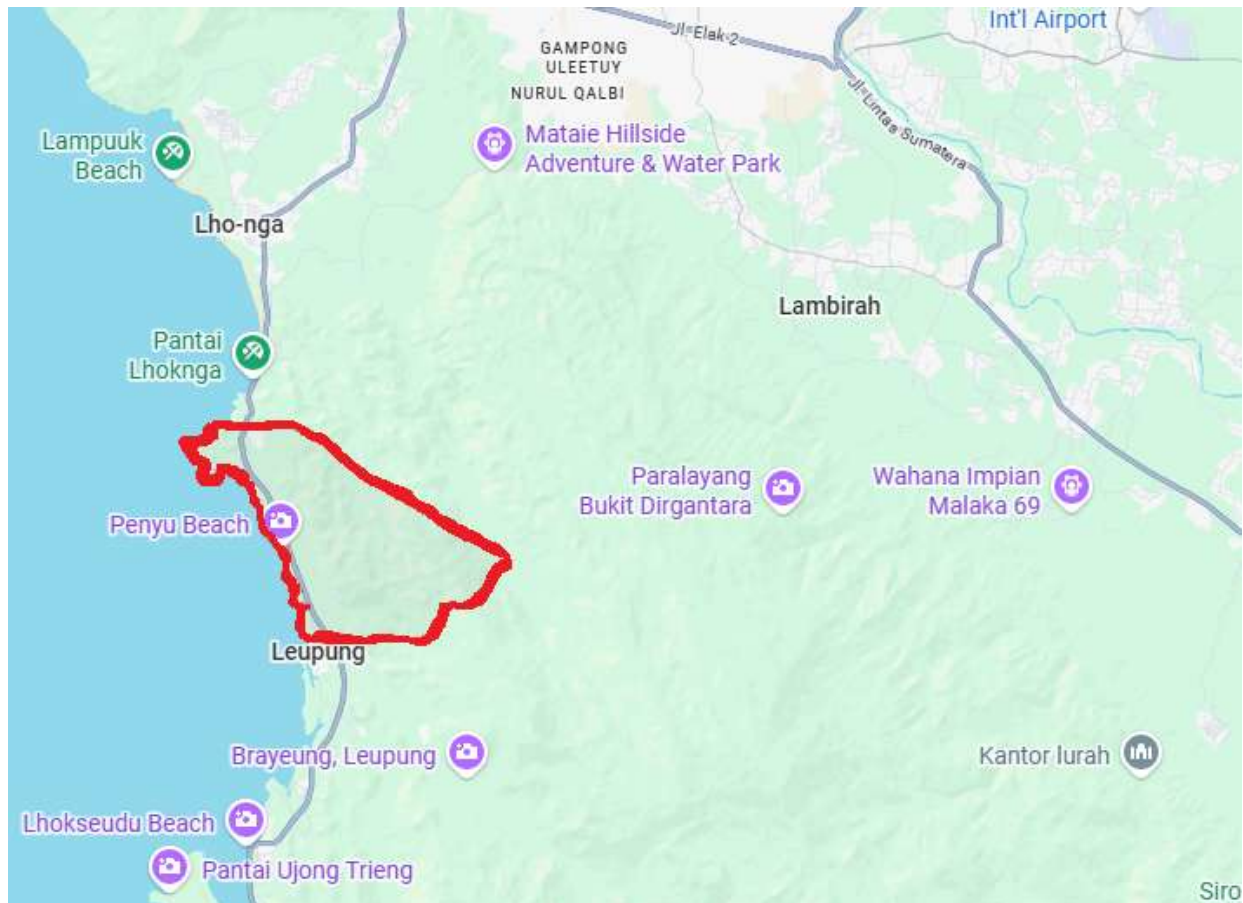 Int'l Airport
Jl. Elak 2
GAMPONG
ULEETUY
NURUL QALBI
Jl. Lintas Sumatera
Mataie Hillside
Adventure & Water Park
Lampuuk
Beach
Lho-nga
Lambirah
Pantai
Lhoknga
Paralayang
Bukit Dirgantara
Wahana Impian
Malaka 69
Penyu Beach
Leupung
Brayeung, Leupung
Kantor lurah
Lhokseudu Beach
Pantai Ujong Trieng
Siro